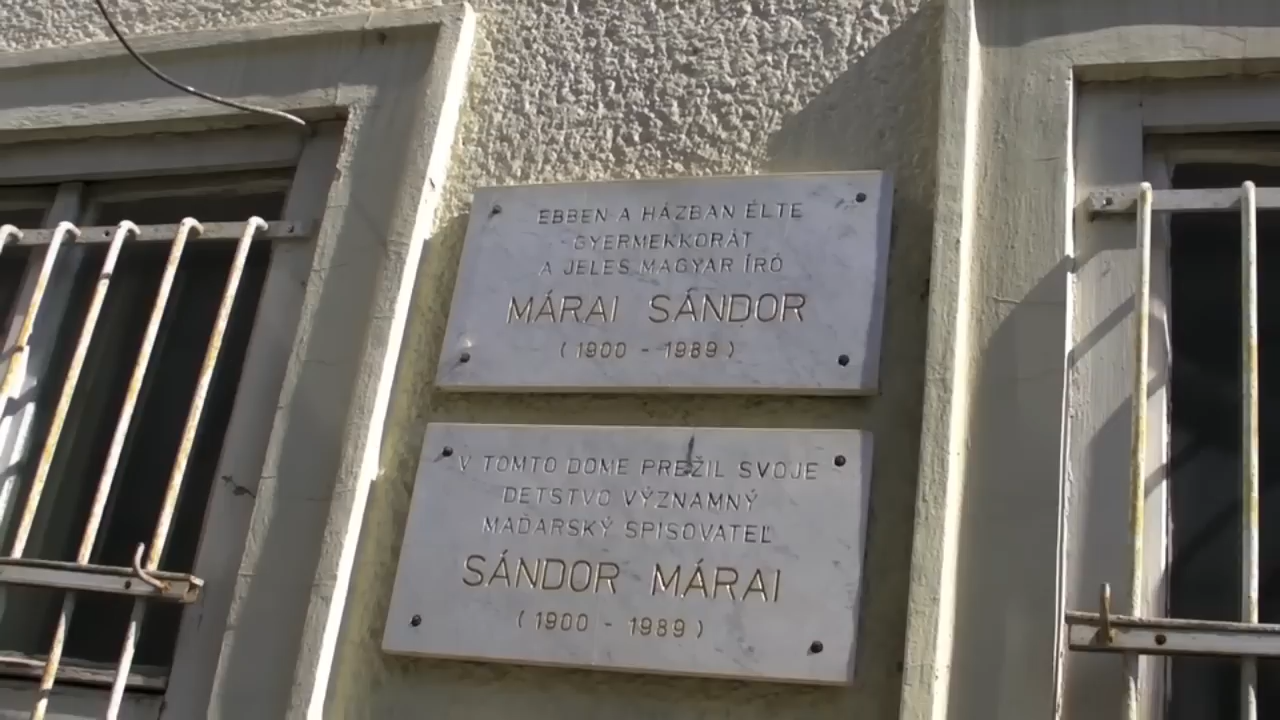 EBBEN A HÁZBAN ÉLTE
GYERMEKKORÁT
A JELES MAGYAR ÍRÓ
MÁRAI SÁNDOR
(1900 - 1989)
V TOMTO DOME PREŽIL SVOJE
DETSTVO VÝZNAMNÝ
MAĎARSKÝ SPISOVATEĽ
SÁNDOR MÁRAI
(1900 - 1989)